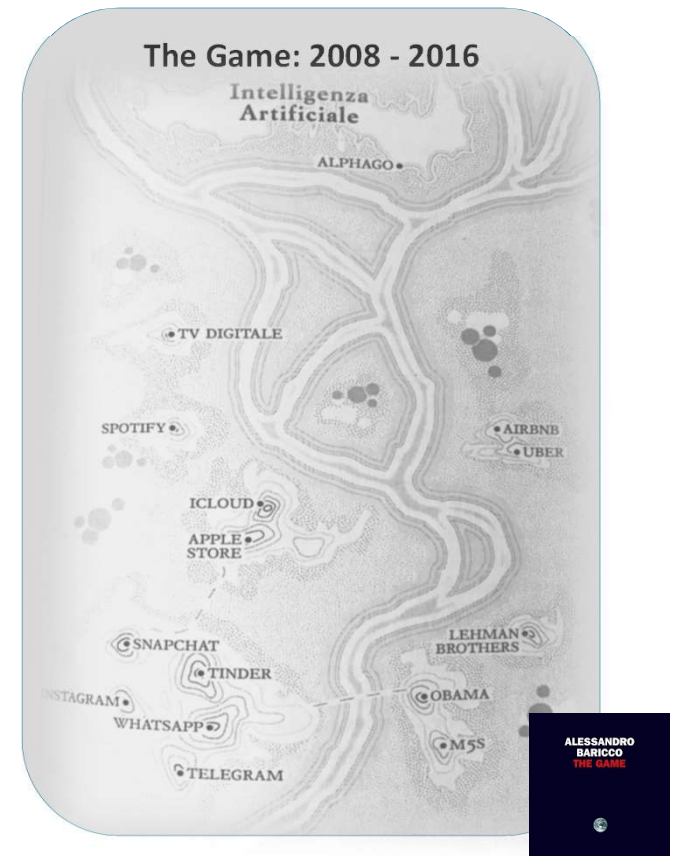 The Game: 2008 - 2016
Intelligenza
Artificiale
ALPHAGO
TV DIGITALE
SPOTIFY
AIRBNB
UBER
ICLOUD
APPLE
STORE
SNAPCHAT
LEHMAN
BROTHERS
TINDER
OBAMA
INSTAGRAM
WHATSAPP
M5S
TELEGRAM
ALESSANDRO
BARICCO
THE GAME